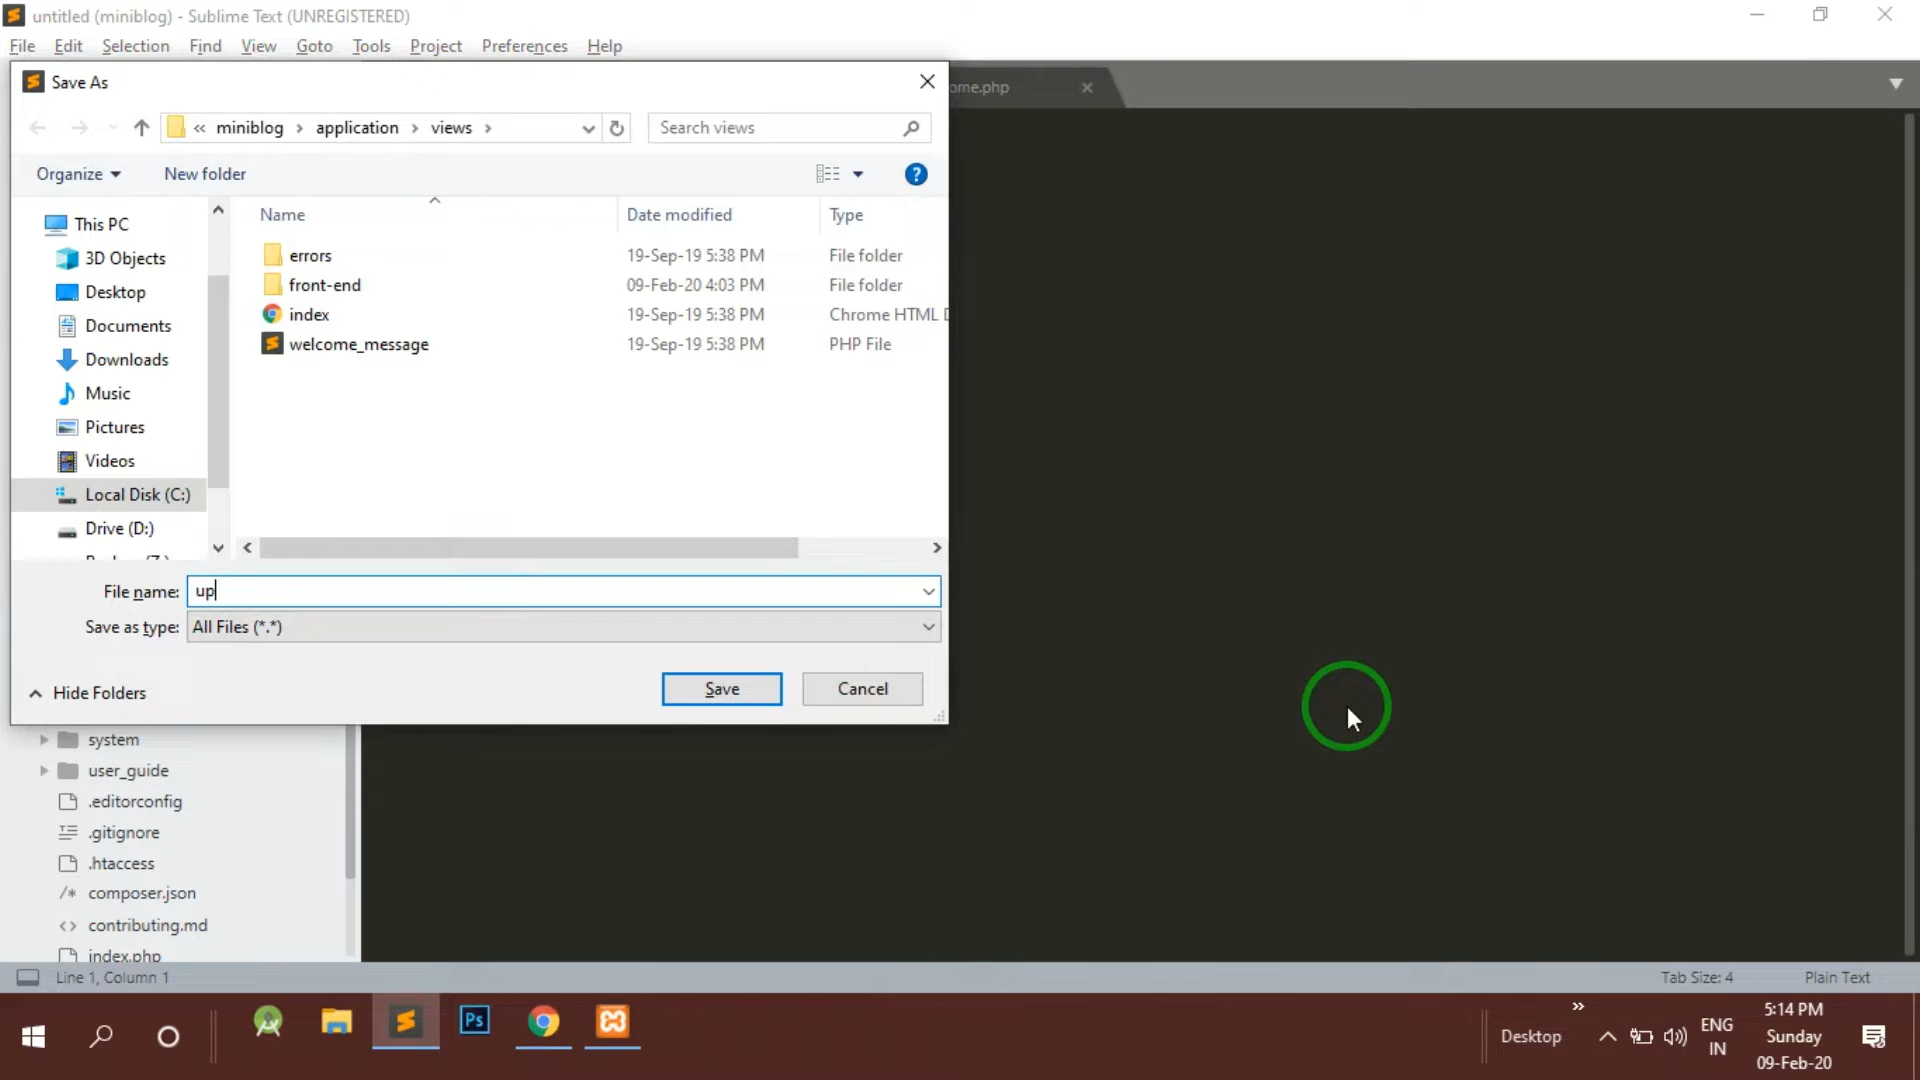 untitled (miniblog) - Sublime Text (UNREGISTERED)
File Edit Selection Find View Goto Tools Project Preferences Help
Save As
ome.php
« miniblog › application › views ›
Search views
Organize
New folder
Name Date modified Type
This PC
3D Objects
Desktop
Documents
Downloads
Music
Pictures
Videos
Local Disk (C:)
Drive (D:)
errors 19-Sep-19 5:38 PM File folder
front-end 09-Feb-20 4:03 PM File folder
index 19-Sep-19 5:38 PM Chrome HTML
welcome_message 19-Sep-19 5:38 PM PHP File
File name: up
Save as type: All Files (*.*)
Hide Folders
Save
Cancel
system
user_guide
.editorconfig
.gitignore
.htaccess
/* composer.json
<> contributing.md
index.php
Line 1, Column 1
Tab Size: 4
Plain Text
Ps
Desktop
ENG
IN
5:14 PM
Sunday
09-Feb-20